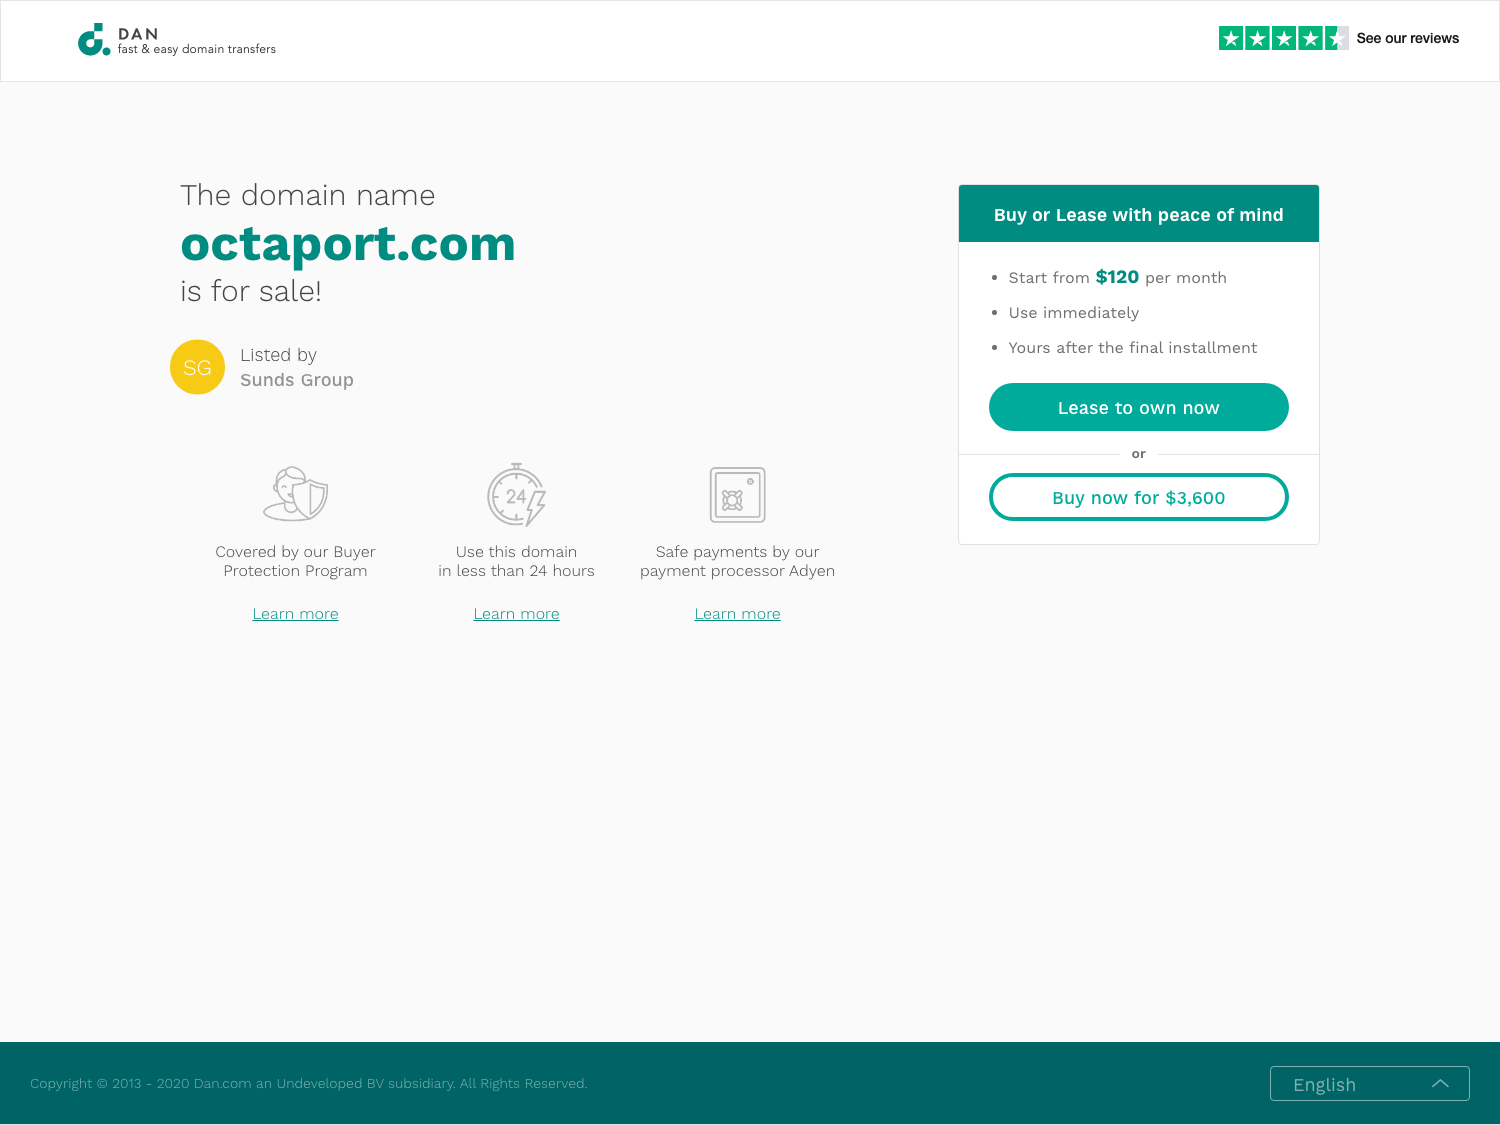 DAN
fast & easy domain transfers
See our reviews
The domain name
octaport.com
is for sale!
SG
Listed by
Sunds Group
24
Covered by our Buyer
Protection Program
Learn more
Use this domain
in less than 24 hours
Learn more
Safe payments by our
payment processor Adyen
Learn more
Buy or Lease with peace of mind
Start from $120 per month
Use immediately
Yours after the final installment
Lease to own now
or
Buy now for $3,600
Copyright © 2013 - 2020 Dan.com an Undeveloped BV subsidiary. All Rights Reserved.
English